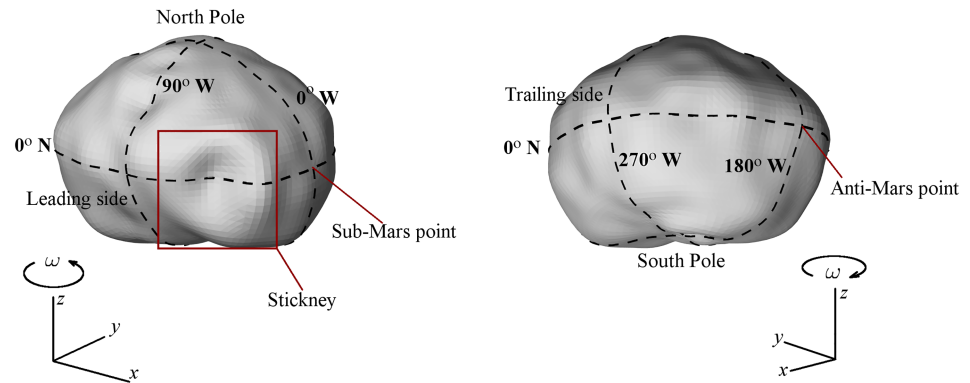 North Pole
90° W
0° W
0° N
Leading side
Sub-Mars point
Stickney
ω
z
y
x
Trailing side
0° N
270° W
180° W
Anti-Mars point
South Pole
ω
z
y
x